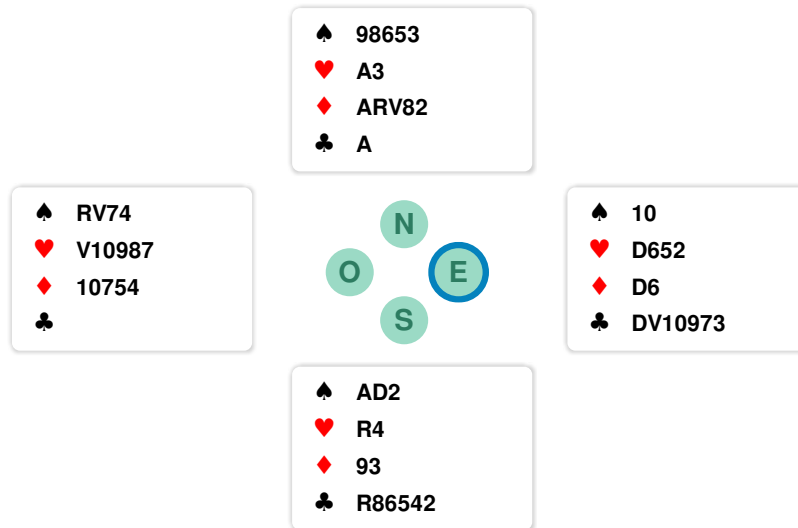 ♠ 98653
♥ A3
♦ ARV82
♣ A
♠ RV74
♥ V10987
♦ 10754
♣
N
O E
S
♠ 10
♥ D652
♦ D6
♣ DV10973
♠ AD2
♥ R4
♦ 93
♣ R86542